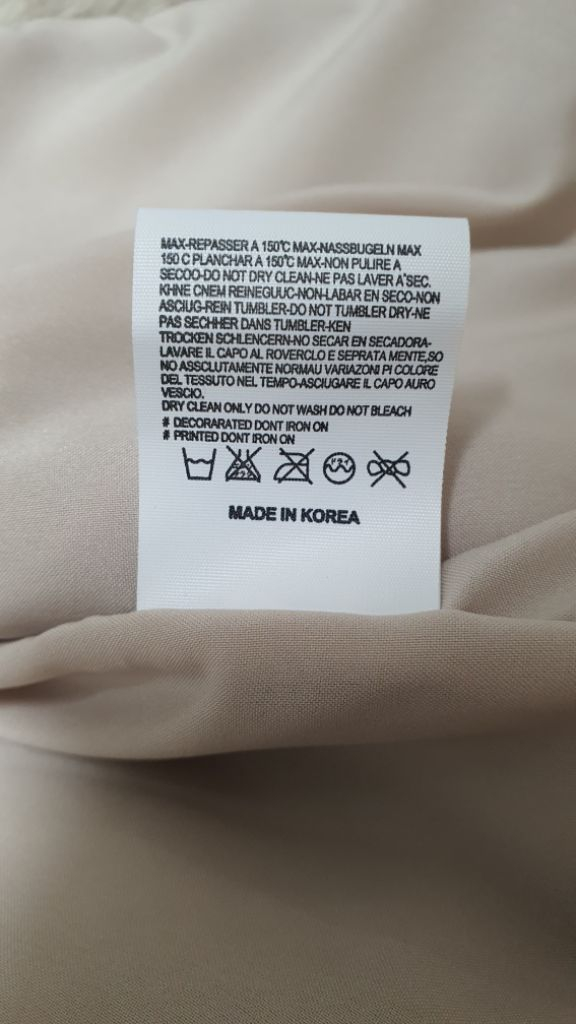 MAX-REPASSER A 150℃ MAX-NASSBUGELN MAX
150 C PLANCHAR A 150℃ MAX-NON PULIRE A
SECOO-DO NOT DRY CLEAN-NE PAS LAVER A"SEC.
KHNE CNEM REINEGUUC-NON-LABAR EN SECO-NON
ASCIUG-REIN TUMBLER-DO NOT TUMBLER DRY-NE
PAS SECHHER DANS TUMBLER-KEN
TROCKEN SCHLENCERN-NO SECAR EN SECADORA-
LAVARE IL CAPO AL ROVERCLO E SEPRATA MENTE,SO
NO ASSCLUTAMENTE NORMAU VARIAZONI PI COLORE
DEL TESSUTO NEL TEMPO-ASCIUGARE IL CAPO AURO
VESCIO.
DRY CLEAN ONLY DO NOT WASH DO NOT BLEACH
# DECORARATED DONT IRON ON
# PRINTED DONT IRON ON
MADE IN KOREA